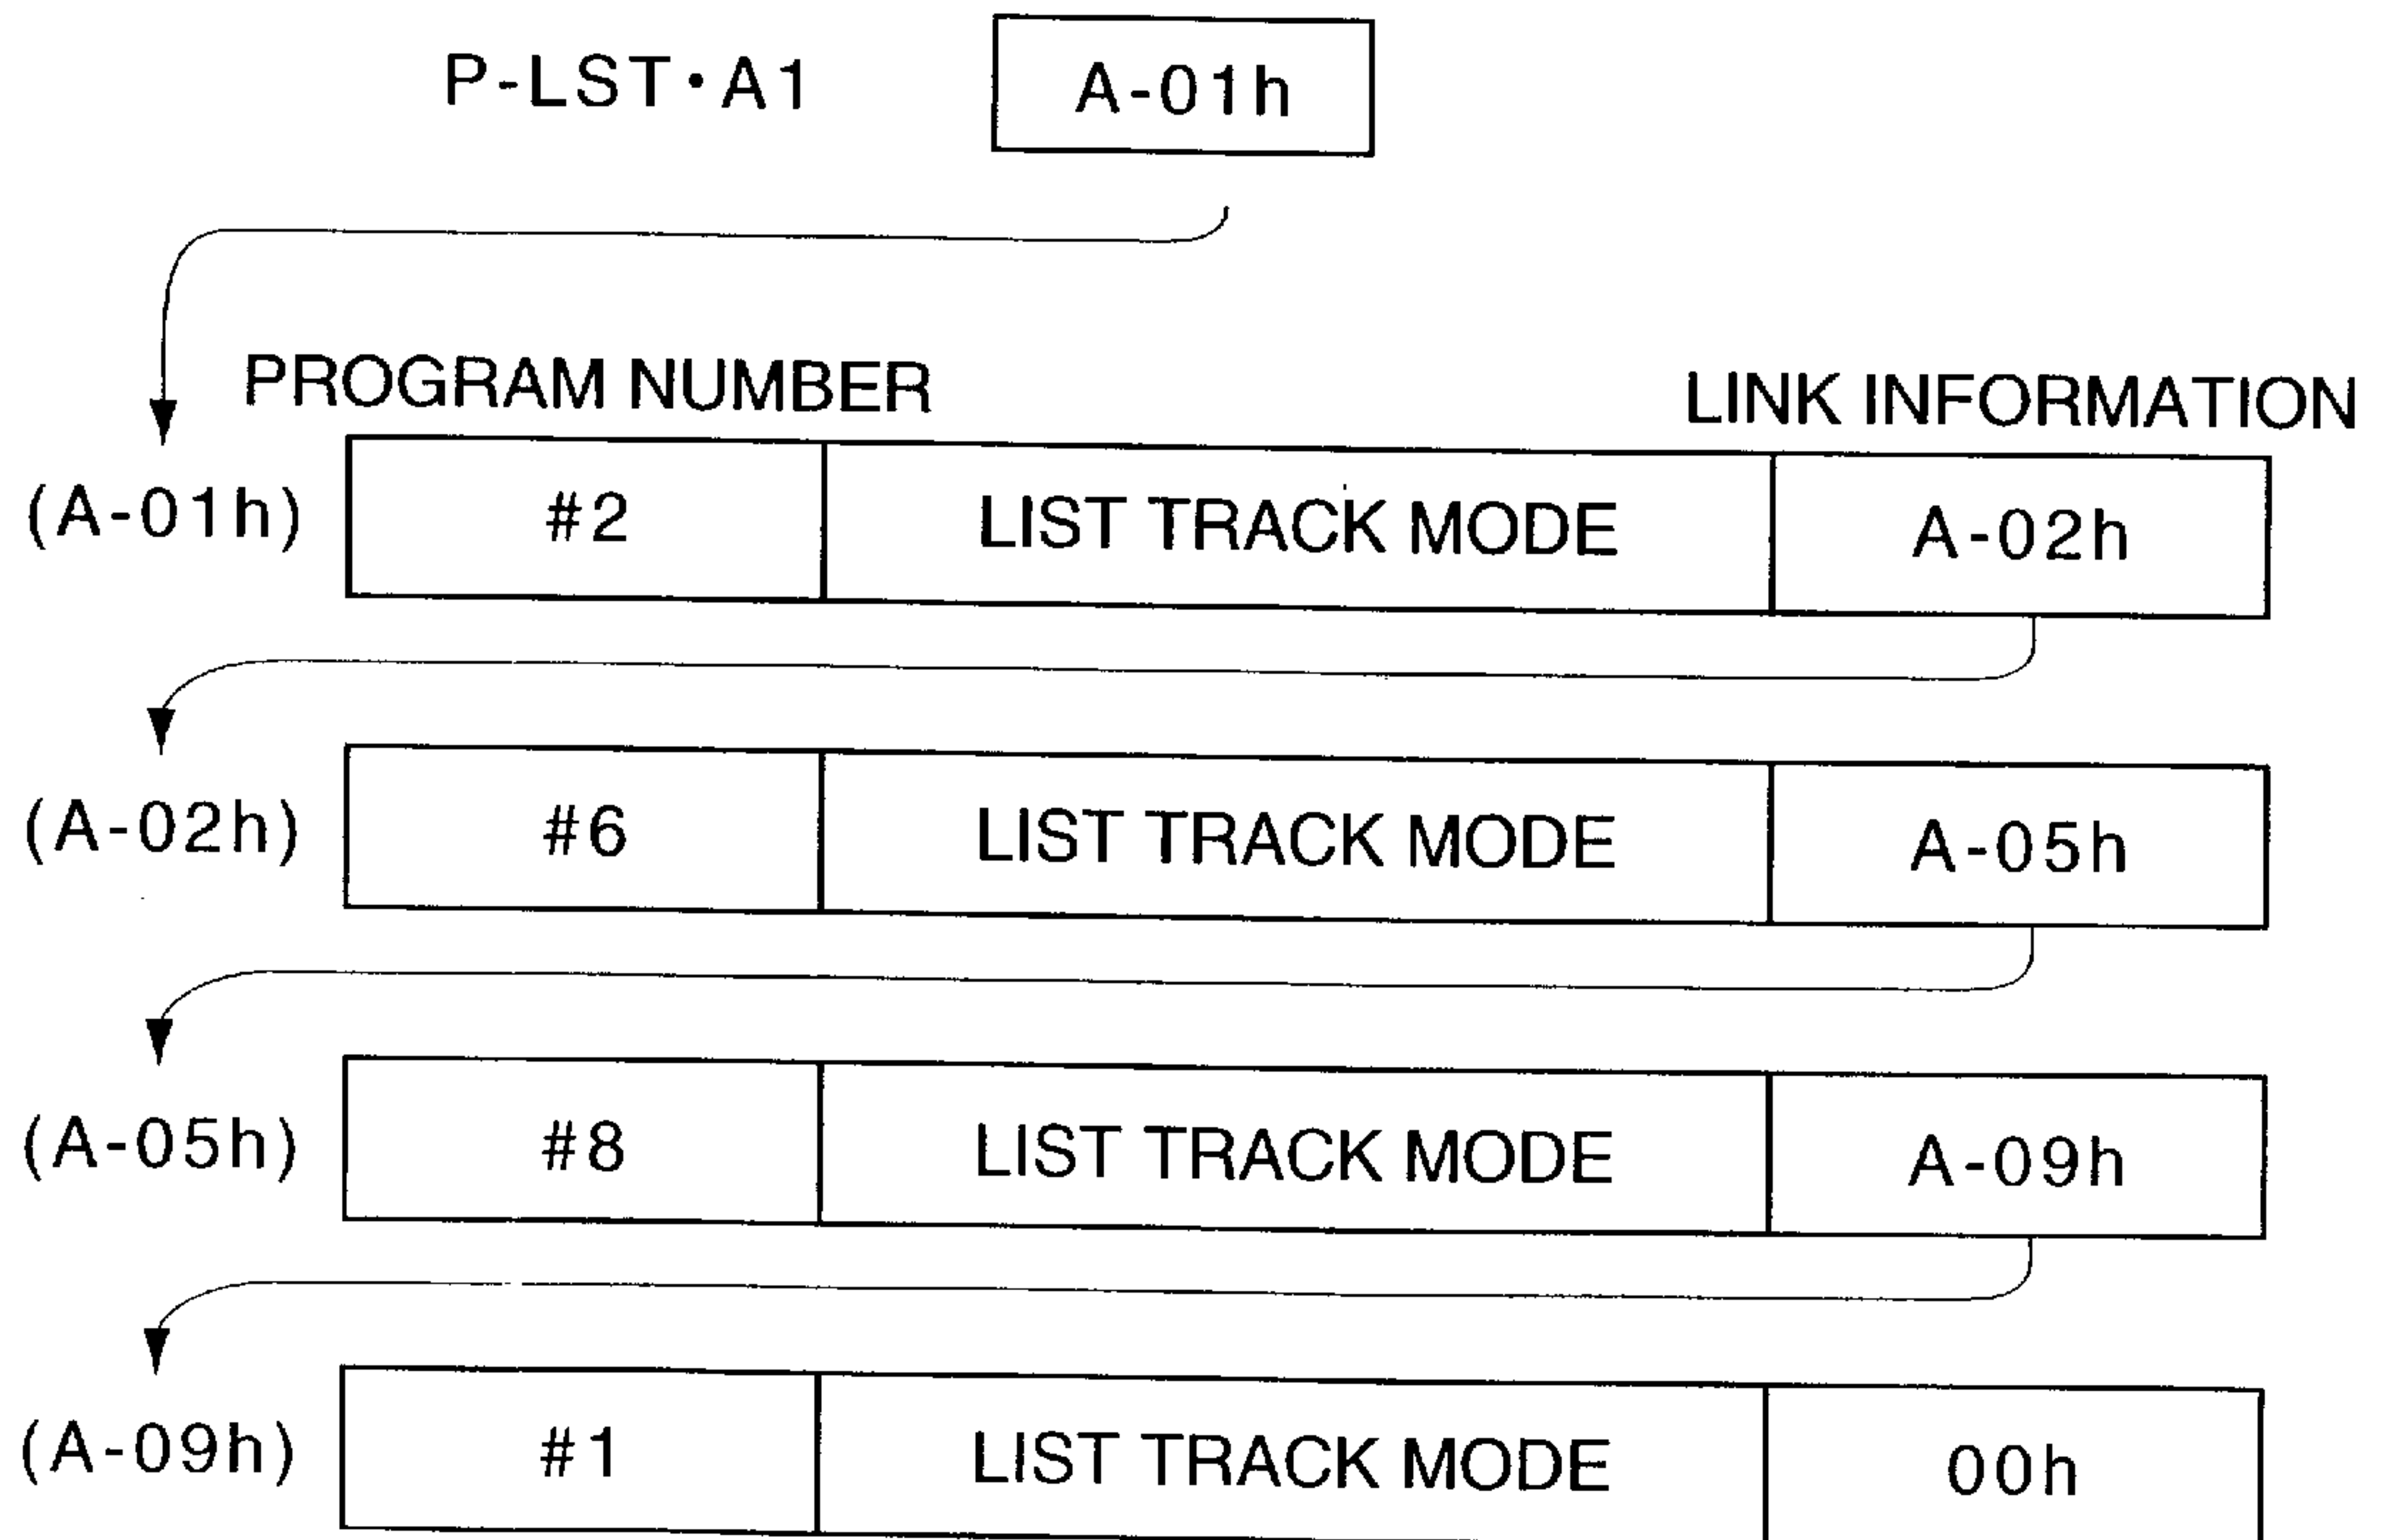 P-LST·A1 A-01h
PROGRAM NUMBER LINK INFORMATION
(A-01h) #2 LIST TRACK MODE A-02h
(A-02h) #6 LIST TRACK MODE A-05h
(A-05h) #8 LIST TRACK MODE A-09h
(A-09h) #1 LIST TRACK MODE 00h